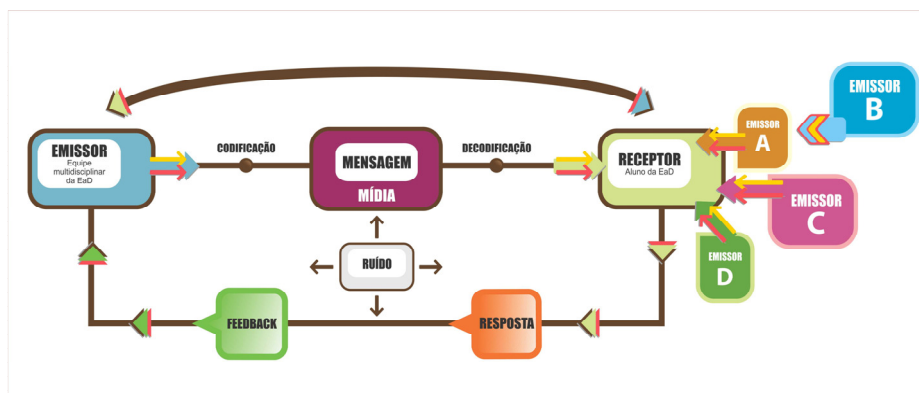 EMISSOR
Equipe
multidisciplinar
da EaD
CODIFICAÇÃO
MENSAGEM
MÍDIA
DECODIFICAÇÃO
RECEPTOR
Aluno da EaD
EMISSOR
A
EMISSOR
B
EMISSOR
C
EMISSOR
D
RUÍDO
FEEDBACK
RESPOSTA